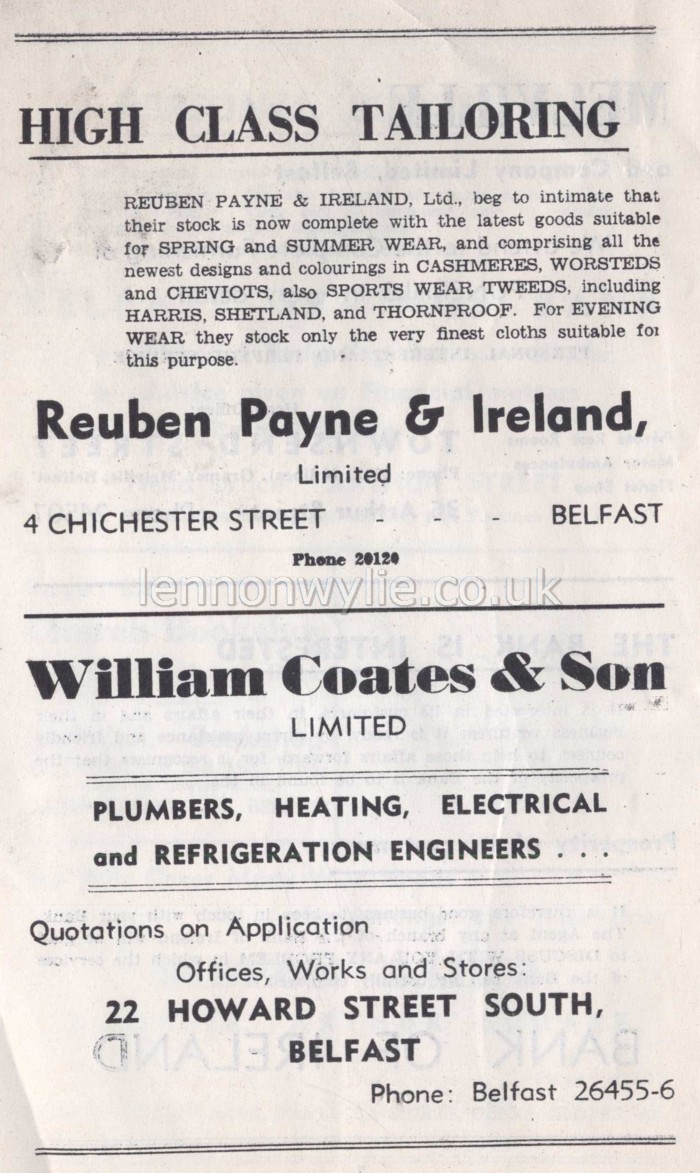 HIGH CLASS TAILORING
REUBEN PAYNE & IRELAND, Ltd., beg to intimate that
their stock is now complete with the latest goods suitable
for SPRING and SUMMER WEAR, and comprising all the
newest designs and colourings in CASHMERES, WORSTEDS
and CHEVIOTS, also SPORTS WEAR TWEEDS, including
HARRIS, SHETLAND, and THORNPROOF. For EVENING
WEAR they stock only the very finest cloths suitable for
this purpose.
Reuben Payne & Ireland,
Limited
4 CHICHESTER STREET - - - BELFAST
Phone 20120
lennonwylie.co.uk
William Coates & Son
LIMITED
PLUMBERS, HEATING, ELECTRICAL
and REFRIGERATION ENGINEERS . . .
Quotations on Application
Offices, Works and Stores:
22 HOWARD STREET SOUTH,
BELFAST
Phone: Belfast 26455-6